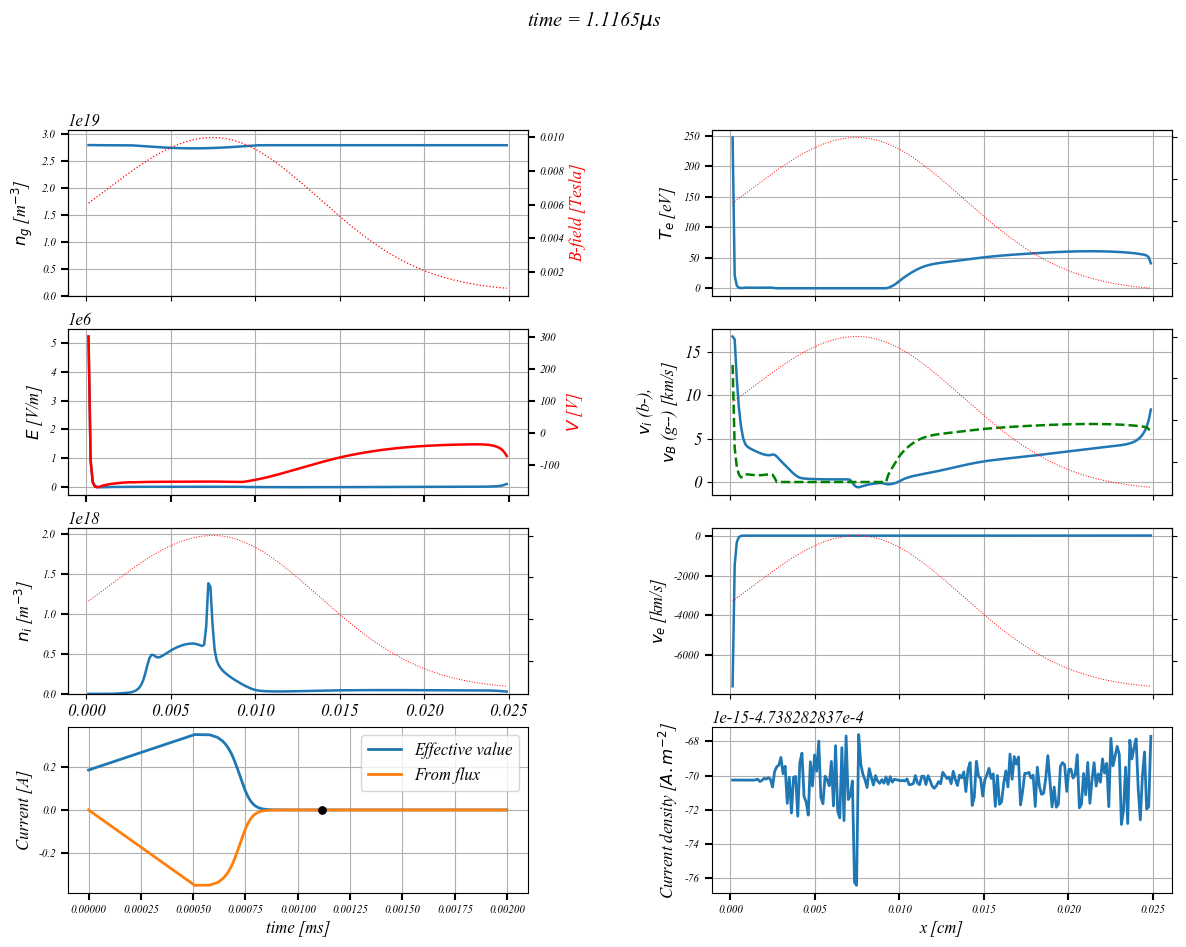 time = 1.1165μs
1e19
3.0
2.5
2.0
1.5
1.0
0.5
0.0
n_g [m^{-3}]
0.010
0.008
0.006
0.004
0.002
B-field [Tesla]
250
200
150
100
50
0
T_e [eV]
1e6
5
4
3
2
1
0
E [V/m]
300
200
100
0
-100
V [V]
15
10
5
0
v_i (b-),
v_B (g--) [km/s]
1e18
2.0
1.5
1.0
0.5
0.0
n_i [m^{-3}]
0.000 0.005 0.010 0.015 0.020 0.025
0
-2000
-4000
-6000
v_e [km/s]
0.2
0.0
-0.2
Current [A]
Effective value
From flux
0.00000 0.00025 0.00050 0.00075 0.00100 0.00125 0.00150 0.00175 0.00200
time [ms]
1e-15-4.738282837e-4
-68
-70
-72
-74
-76
Current density [A.m^{-2}]
0.000 0.005 0.010 0.015 0.020 0.025
x [cm]